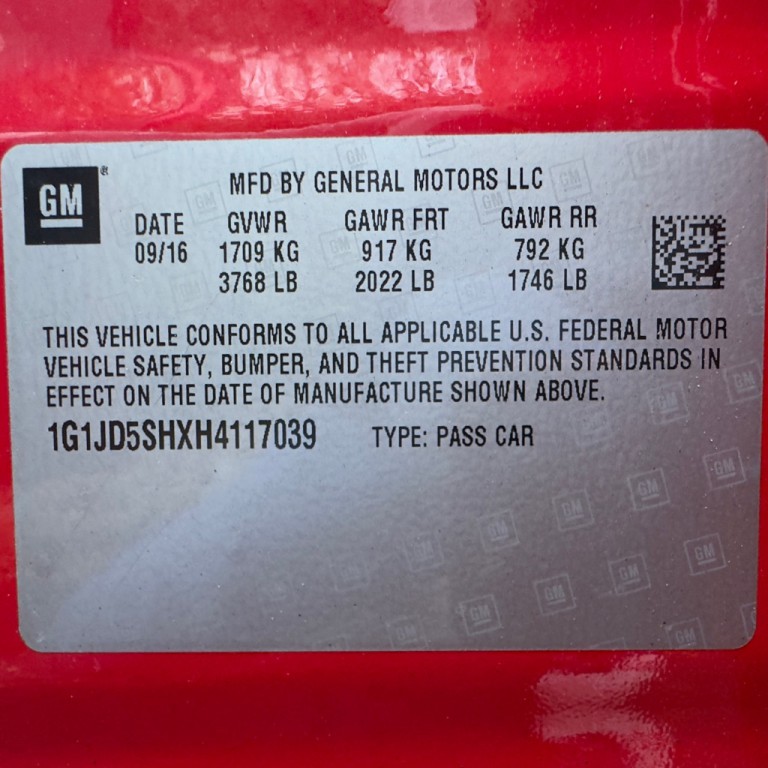 GM®
MFD BY GENERAL MOTORS LLC
DATE GVWR GAWR FRT GAWR RR
09/16 1709 KG 917 KG 792 KG
3768 LB 2022 LB 1746 LB
THIS VEHICLE CONFORMS TO ALL APPLICABLE U.S. FEDERAL MOTOR
VEHICLE SAFETY, BUMPER, AND THEFT PREVENTION STANDARDS IN
EFFECT ON THE DATE OF MANUFACTURE SHOWN ABOVE.
1G1JD5SHXH4117039 TYPE: PASS CAR